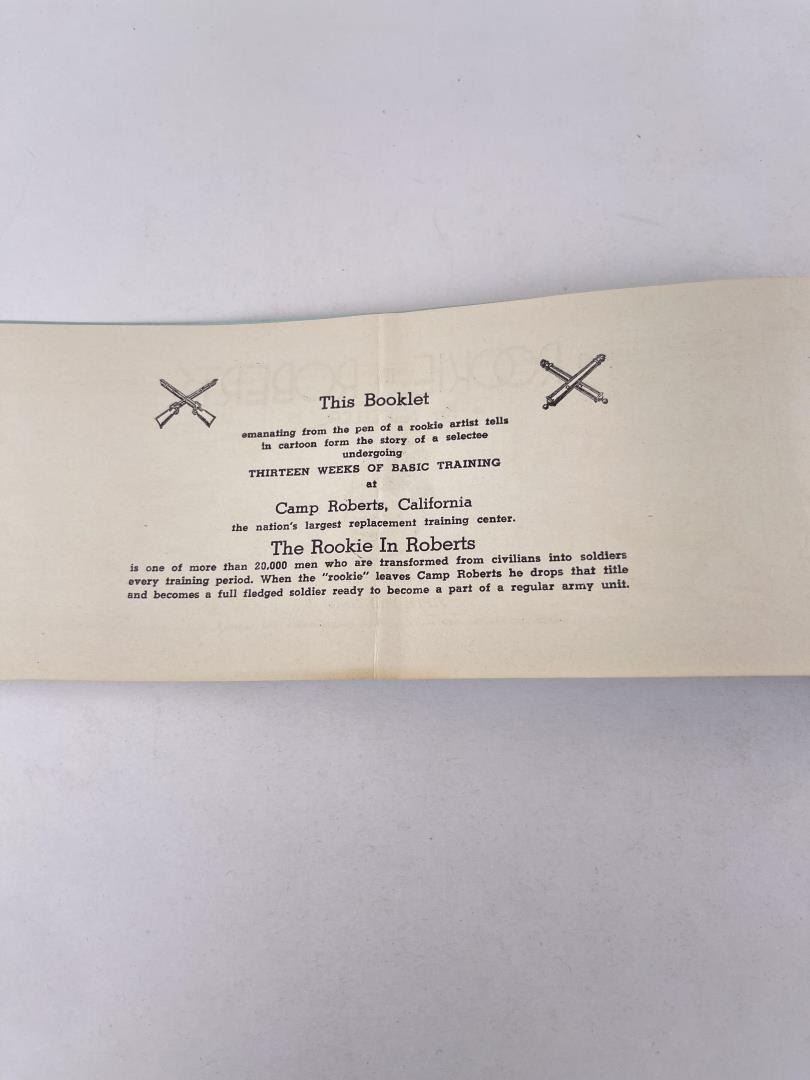 This Booklet
emanating from the pen of a rookie artist tells
in cartoon form the story of a selectee
undergoing
THIRTEEN WEEKS OF BASIC TRAINING
at
Camp Roberts, California
the nation's largest replacement training center.
The Rookie In Roberts
is one of more than 20,000 men who are transformed from civilians into soldiers
every training period. When the "rookie" leaves Camp Roberts he drops that title
and becomes a full fledged soldier ready to become a part of a regular army unit.